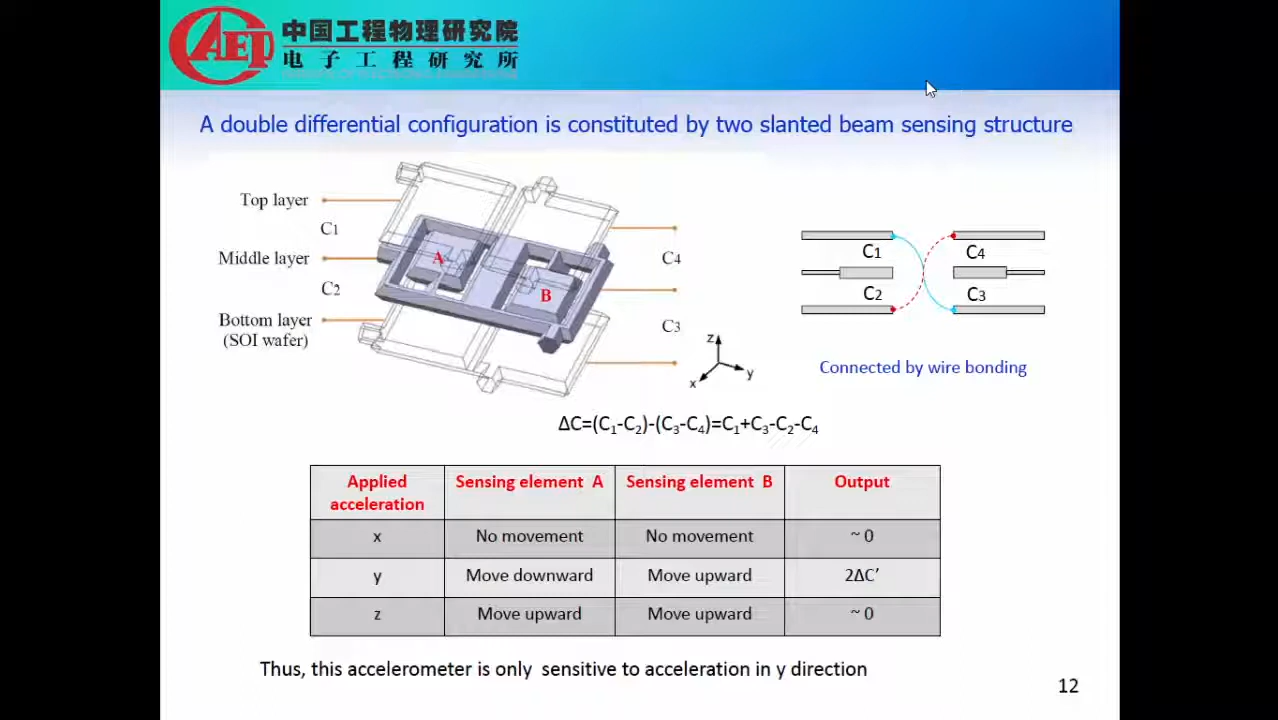 CAEP
中国工程物理研究院
电子工程研究所
A double differential configuration is constituted by two slanted beam sensing structure
Top layer
C1
Middle layer
C2
Bottom layer
(SOI wafer)
A
B
C4
C3
z
y
x
C1
C4
C2
C3
Connected by wire bonding
ΔC=(C1-C2)-(C3-C4)=C1+C3-C2-C4
Applied acceleration Sensing element A Sensing element B Output
x No movement No movement ~ 0
y Move downward Move upward 2ΔC′
z Move upward Move upward ~ 0
Thus, this accelerometer is only sensitive to acceleration in y direction
12